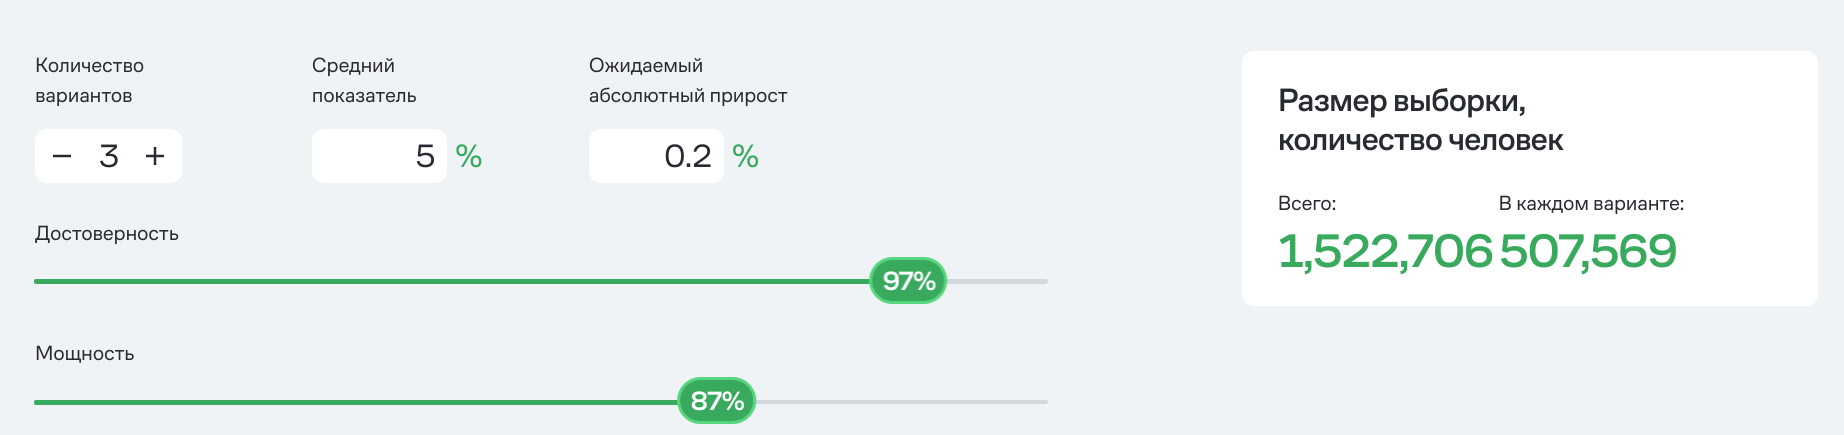 Количество
вариантов
− 3 +
Средний
показатель
5 %
Ожидаемый
абсолютный прирост
0.2 %
Достоверность
97%
Мощность
87%
Размер выборки,
количество человек
Всего:
1,522,706
В каждом варианте:
507,569